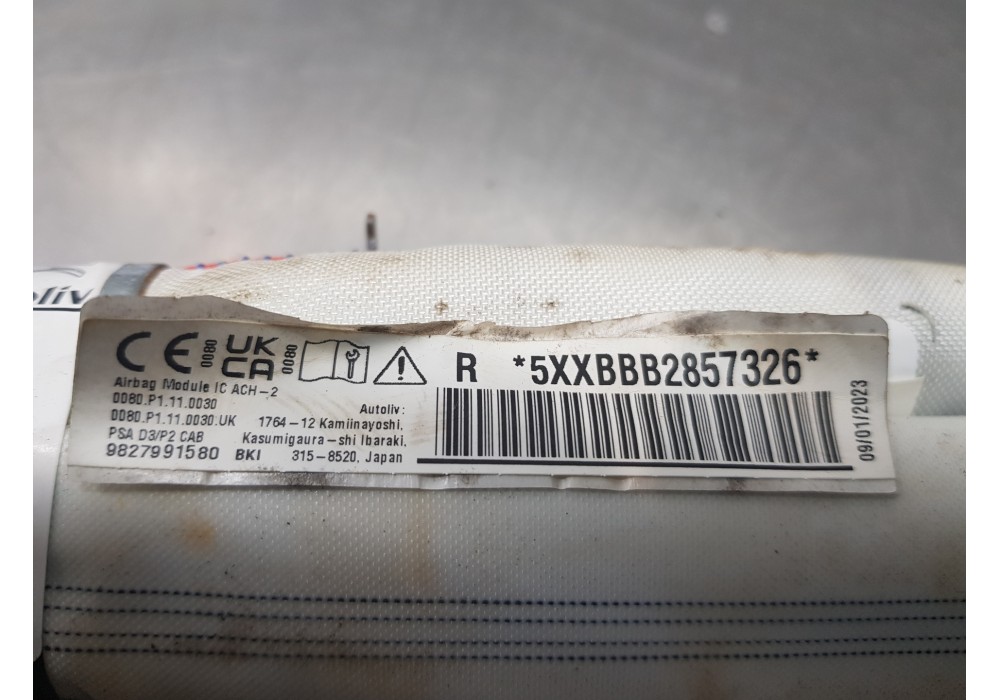 oliv
CE 0080 UK CA 0080
R *5XXBBB2857326*
Airbag Module IC ACH-2
0080.P1.11.0030
0080.P1.11.0030.UK
PSA D3/P2 CAB
9827991580 BKI
Autoliv:
1764-12 Kamiinayoshi,
Kasumigaura-shi Ibaraki,
315-8520, Japan
09/01/2023